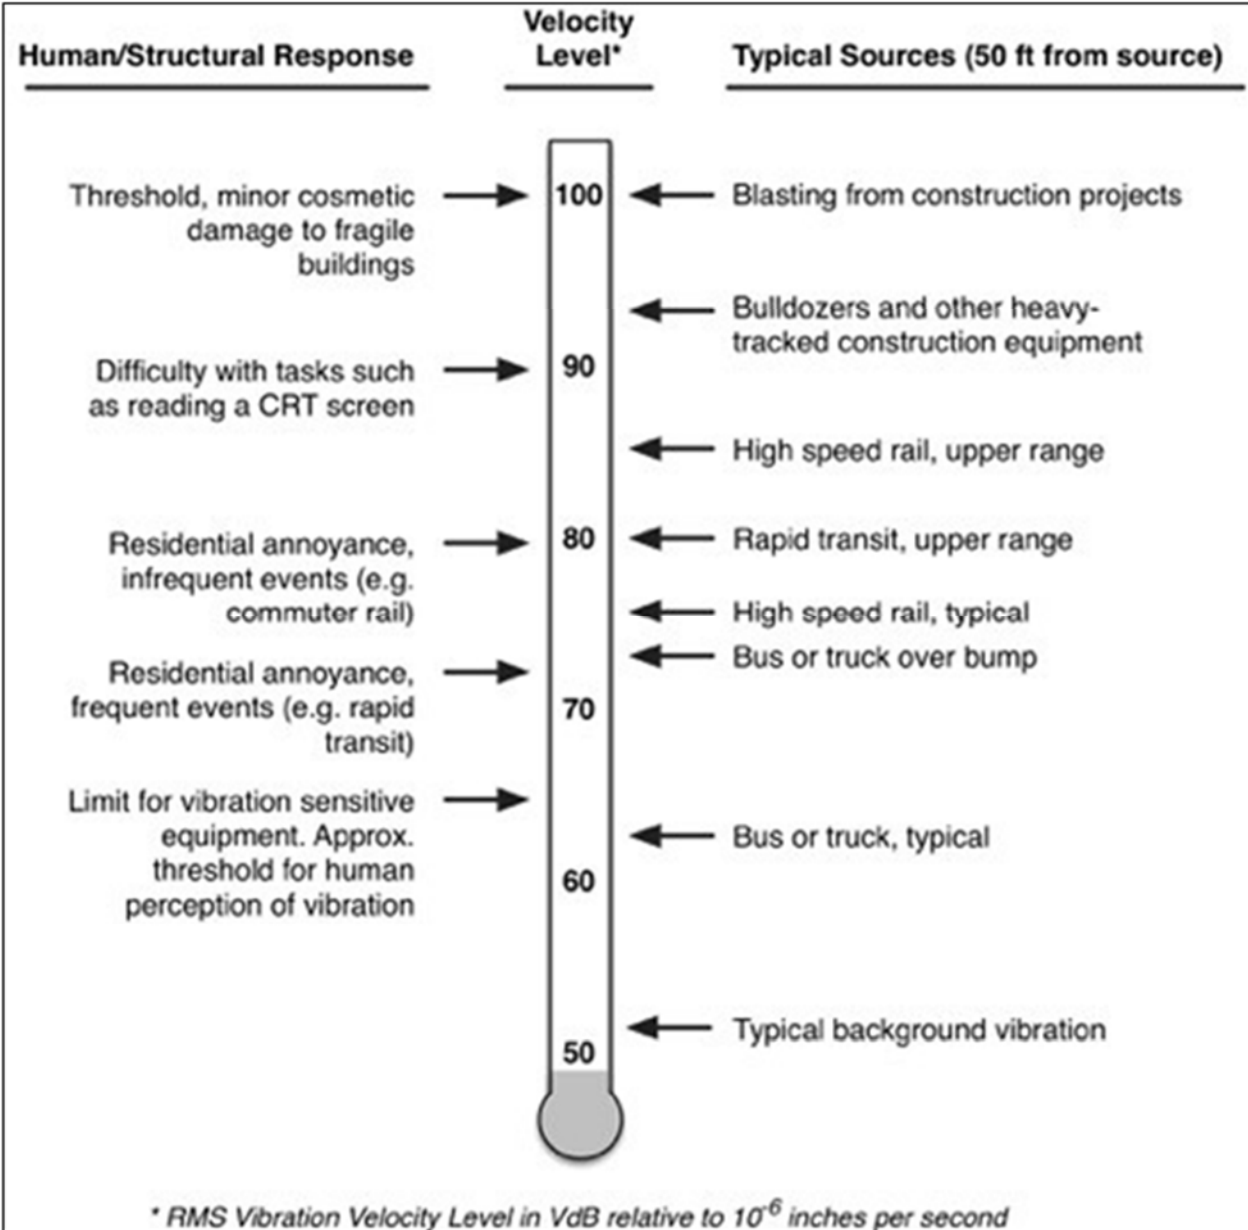 Human/Structural Response
Velocity
Level*
Typical Sources (50 ft from source)
Threshold, minor cosmetic
damage to fragile
buildings
100
Blasting from construction projects
Bulldozers and other heavy-
tracked construction equipment
Difficulty with tasks such
as reading a CRT screen
90
High speed rail, upper range
Residential annoyance,
infrequent events (e.g.
commuter rail)
80
Rapid transit, upper range
High speed rail, typical
Bus or truck over bump
Residential annoyance,
frequent events (e.g. rapid
transit)
70
Limit for vibration sensitive
equipment. Approx.
threshold for human
perception of vibration
Bus or truck, typical
60
Typical background vibration
50
* RMS Vibration Velocity Level in VdB relative to 10⁻⁶ inches per second